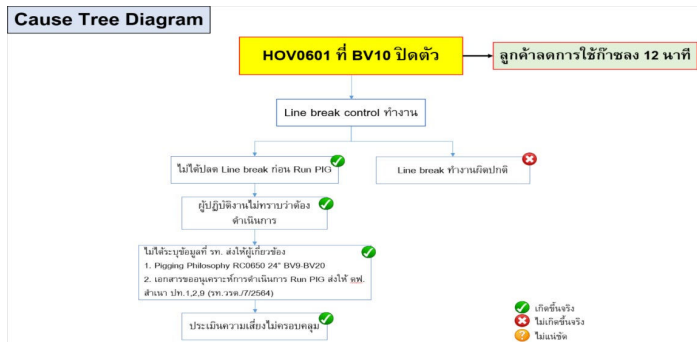 Cause Tree Diagram
HOV0601 ที่ BV10 ปิดตัว
ลูกค้าลดการใช้ก๊าซลง 12 นาที
Line break control ทำงาน
ไม่ได้ปลด Line break ก่อน Run PIG
Line break ทำงานผิดปกติ
ผู้ปฏิบัติงานไม่ทราบว่าต้อง
ดำเนินการ
ไม่ได้ระบุข้อมูลที่ รท. ส่งให้ผู้เกี่ยวข้อง
1. Pigging Philosophy RC0650 24" BV9-BV20
2. เอกสารขออนุเคราะห์การดำเนินการ Run PIG ส่งให้ คฟ.
สำเนา ปท.1,2,9 (รท.วรต./7/2564)
ประเมินความเสี่ยงไม่ครอบคลุม
เกิดขึ้นจริง
ไม่เกิดขึ้นจริง
ไม่แน่ชัด